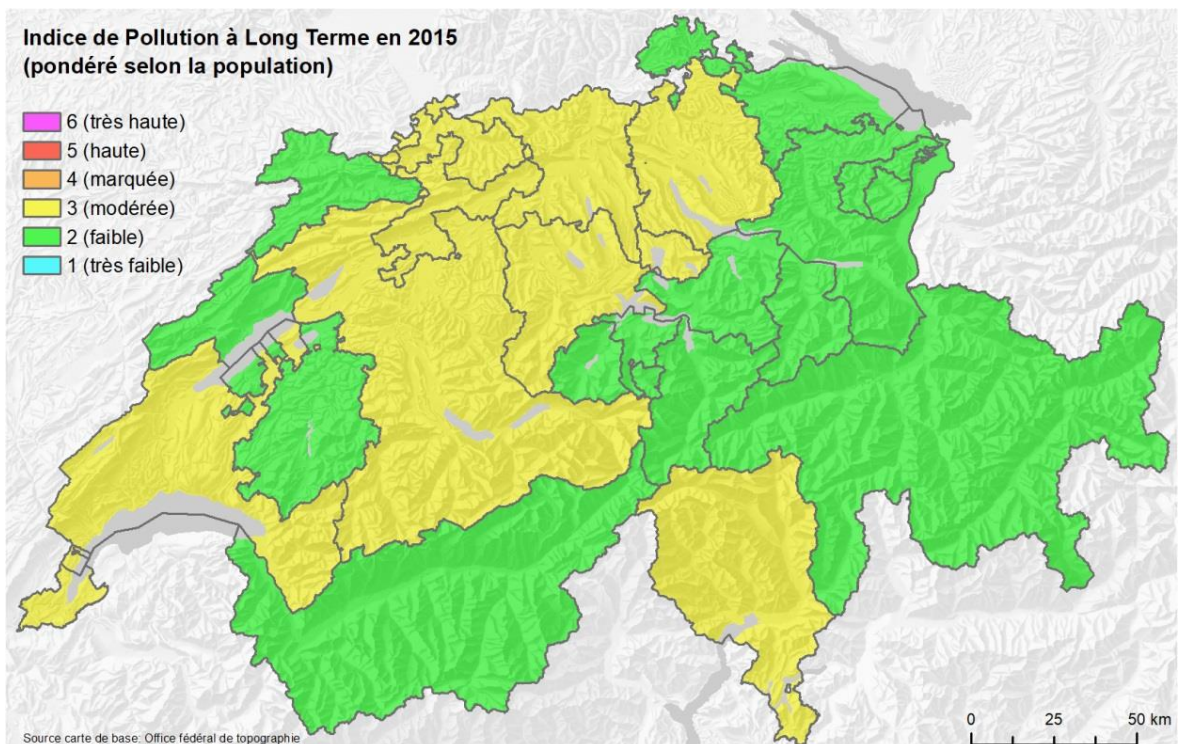 Indice de Pollution à Long Terme en 2015
(pondéré selon la population)
6 (très haute)
5 (haute)
4 (marquée)
3 (modérée)
2 (faible)
1 (très faible)
Source carte de base: Office fédéral de topographie
0 25 50 km